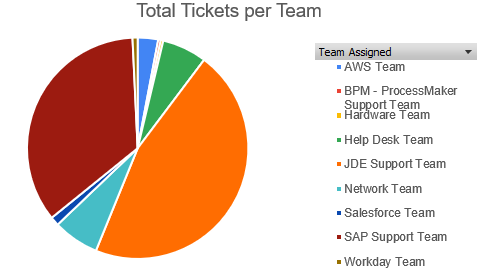 Total Tickets per Team
Team Assigned
AWS Team
BPM - ProcessMaker
Support Team
Hardware Team
Help Desk Team
JDE Support Team
Network Team
Salesforce Team
SAP Support Team
Workday Team